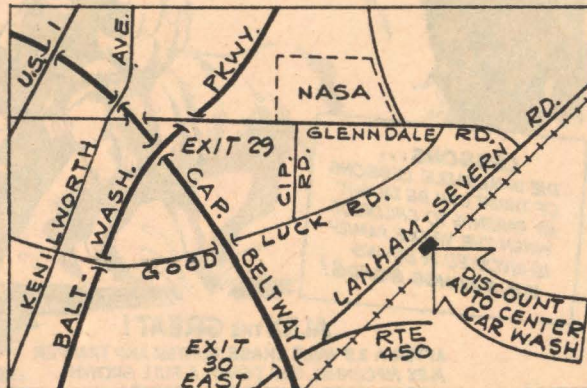 U.S. 1
AVE.
PKWY.
NASA
RD.
GLENNDALE RD.
EXIT 29
KENILWORTH
WASH.
CAP.
CIP.
RD.
LUCK RD.
LANHAM-SEVERN
GOOD
BALT-
BELTWAY
DISCOUNT
AUTO CENTER
CAR WASH
RTE
450
EXIT
30
EAST